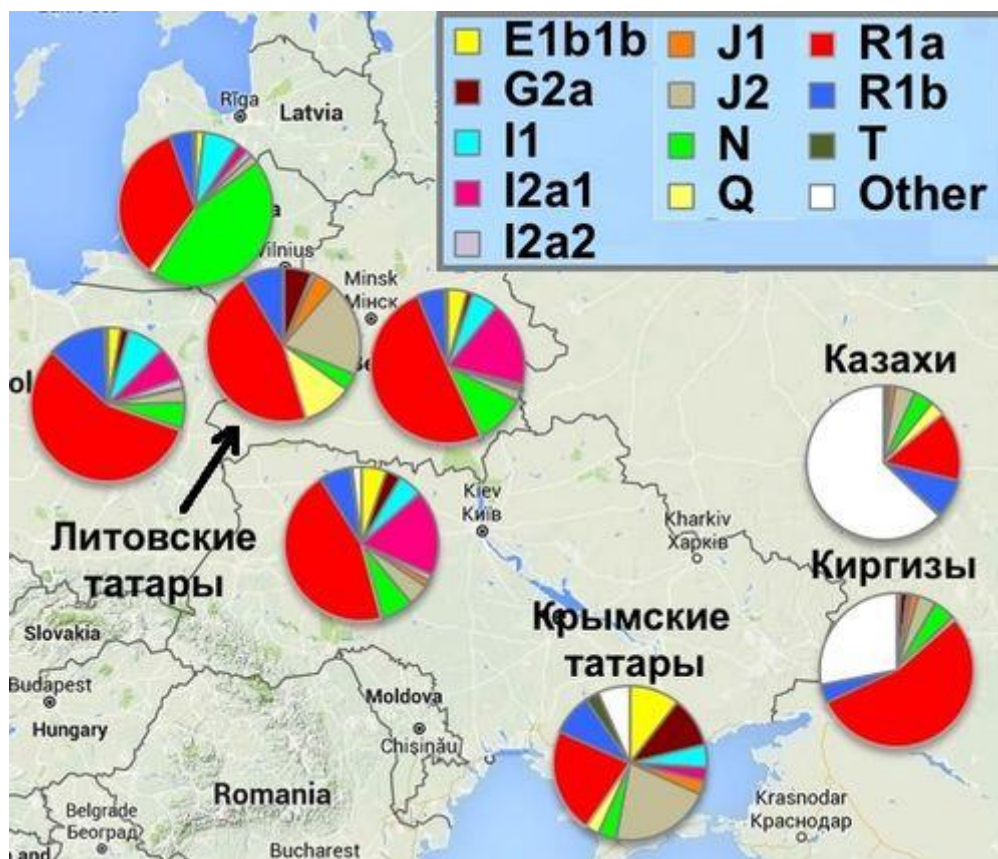 E1b1b
G2a
I1
I2a1
I2a2
J1
J2
N
Q
R1a
R1b
T
Other
Rīga
Latvia
Vilnius
Minsk
Мінск
Казахи
Kiev
Київ
Kharkiv
Харків
Литовские
татары
Киргизы
Крымские
татары
Slovakia
Budapest
Hungary
Moldova
Chișinău
Romania
Belgrade
Београд
Bucharest
Krasnodar
Краснодар